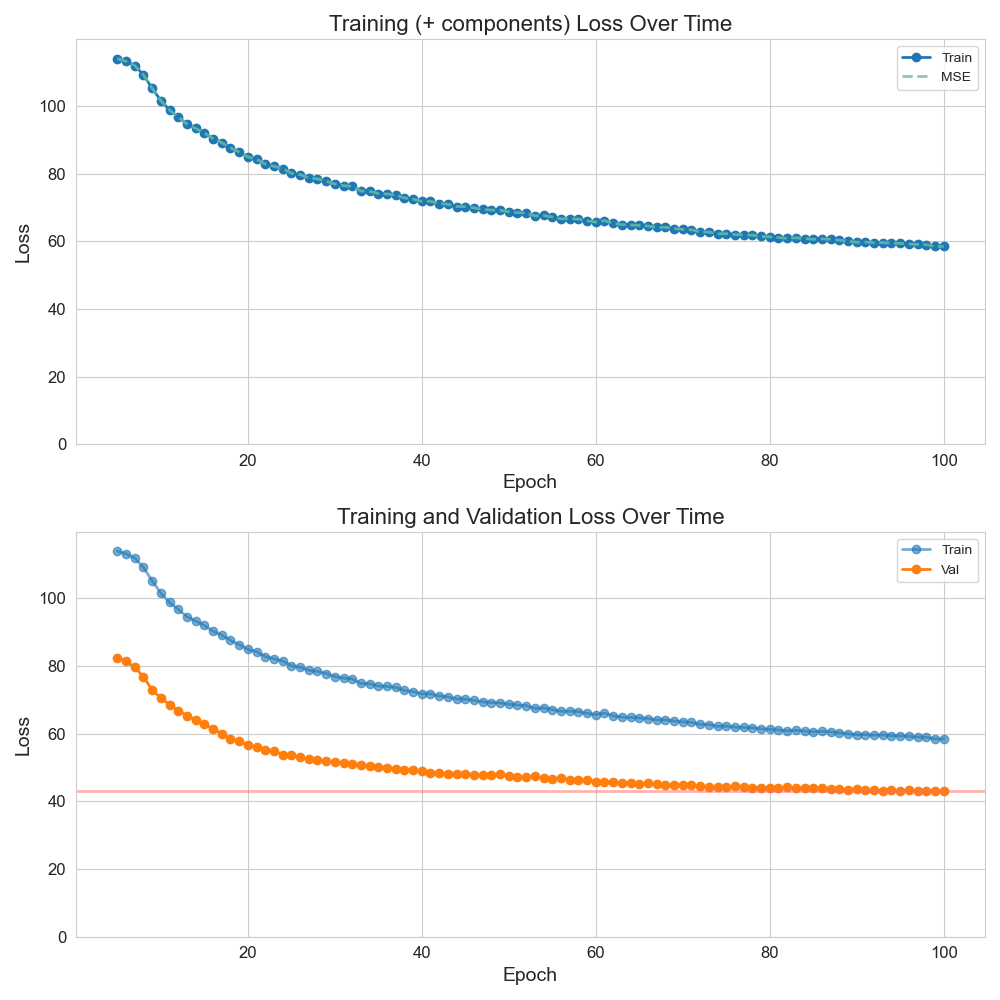 Training (+ components) Loss Over Time
Train
MSE
Loss
100
80
60
40
20
0
20 40 60 80 100
Epoch
Training and Validation Loss Over Time
Train
Val
Loss
100
80
60
40
20
0
20 40 60 80 100
Epoch